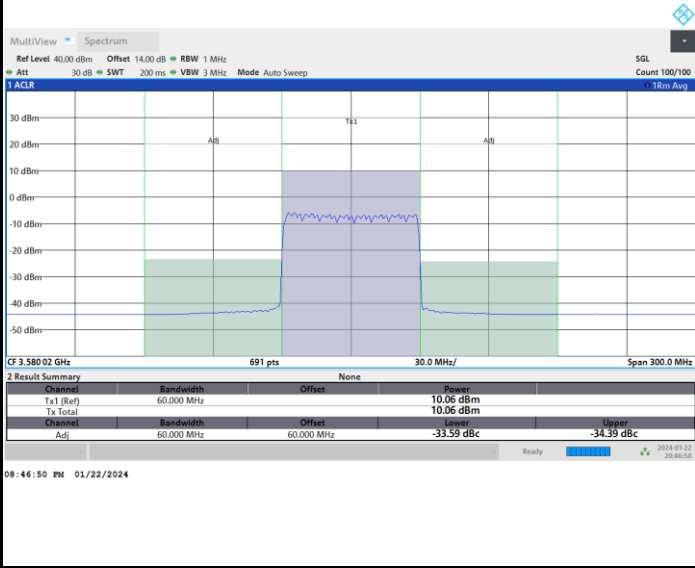 MultiView Spectrum
Ref Level 40.00 dBm Offset 14.00 dB RBW 1 MHz SGL
Att 30 dB SWT 200 ms VBW 3 MHz Mode Auto Sweep Count 100/100
1 ACLR 1Rm Avg
30 dBm
Tx1
20 dBm
Adj Adj
10 dBm
0 dBm
-10 dBm
-20 dBm
-30 dBm
-40 dBm
-50 dBm
CF 3.580 02 GHz 691 pts 30.0 MHz/ Span 300.0 MHz
2 Result Summary None
Channel Bandwidth Offset Power
Tx1 (Ref) 60.000 MHz 10.06 dBm
Tx Total 10.06 dBm
Channel Bandwidth Offset Lower Upper
Adj 60.000 MHz 60.000 MHz -33.59 dBc -34.39 dBc
Ready 2024-01-22
20:46:50
08:46:50 PM 01/22/2024